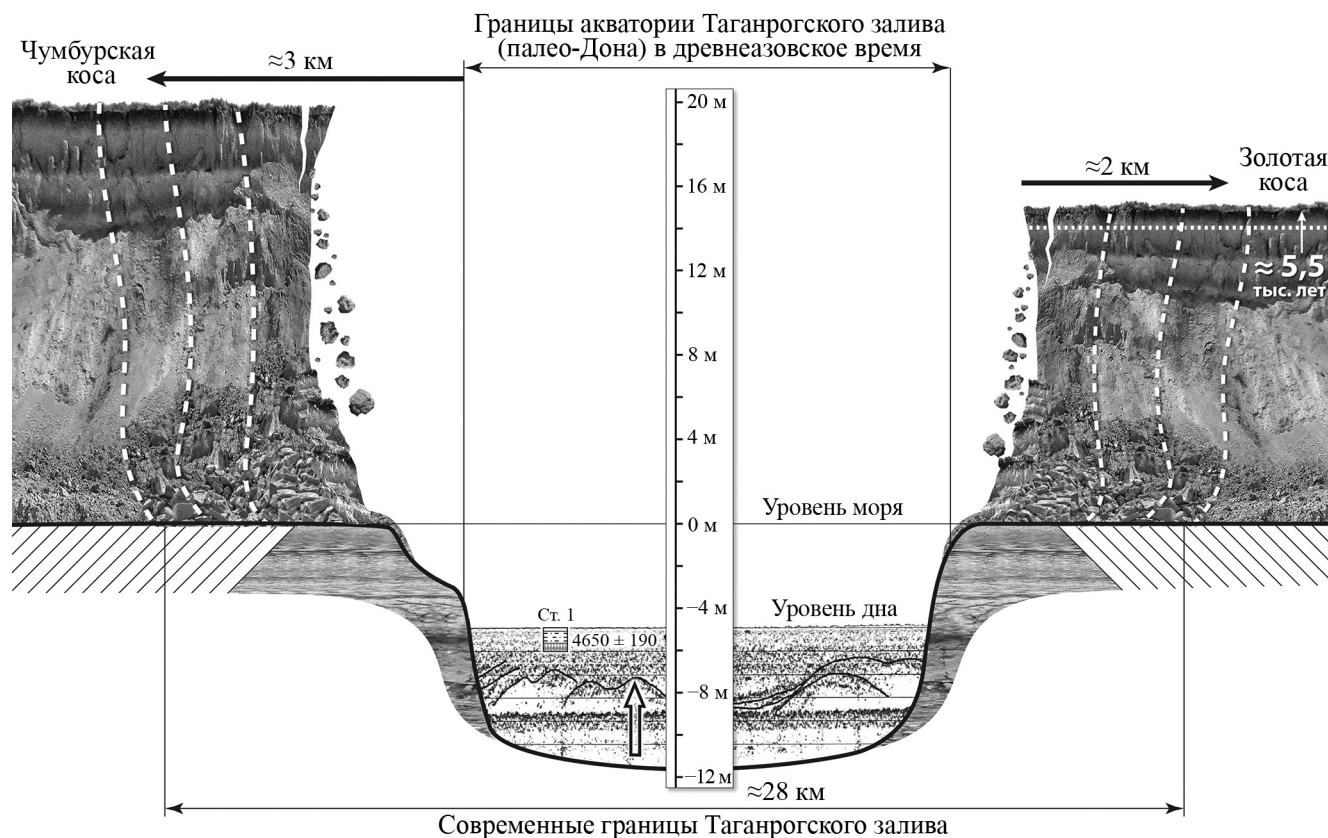 Границы акватории Таганрогского залива
(палео-Дона) в древнеазовское время
Чумбурская
коса
≈3 км
20 м
16 м
12 м
8 м
4 м
0 м
−4 м
−8 м
−12 м
≈2 км
Золотая
коса
≈ 5,5
тыс. лет
Уровень моря
Уровень дна
Ст. 1
4650 ± 190
≈28 км
Современные границы Таганрогского залива